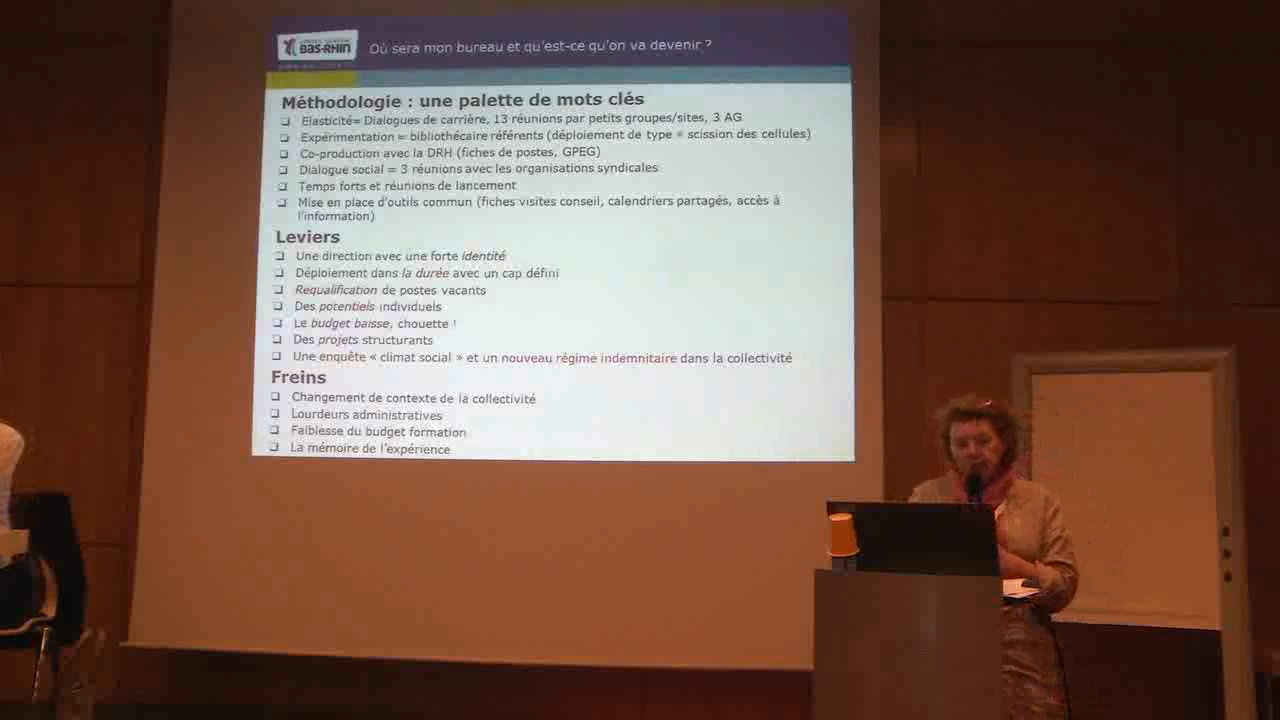 BAS-RHIN
Où sera mon bureau et qu'est-ce qu'on va devenir ?
Méthodologie : une palette de mots clés
Elasticité= Dialogues de carrière, 13 réunions par petits groupes/sites, 3 AG
Expérimentation = bibliothécaire référents (déploiement de type « scission des cellules)
Co-production avec la DRH (fiches de postes, GPEG)
Dialogue social = 3 réunions avec les organisations syndicales
Temps forts et réunions de lancement
Mise en place d'outils commun (fiches visites conseil, calendriers partagés, accès à
l'information)
Leviers
Une direction avec une forte identité
Déploiement dans la durée avec un cap défini
Requalification de postes vacants
Des potentiels individuels
Le budget baisse, chouette !
Des projets structurants
Une enquête « climat social » et un nouveau régime indemnitaire dans la collectivité
Freins
Changement de contexte de la collectivité
Lourdeurs administratives
Faiblesse du budget formation
La mémoire de l'expérience